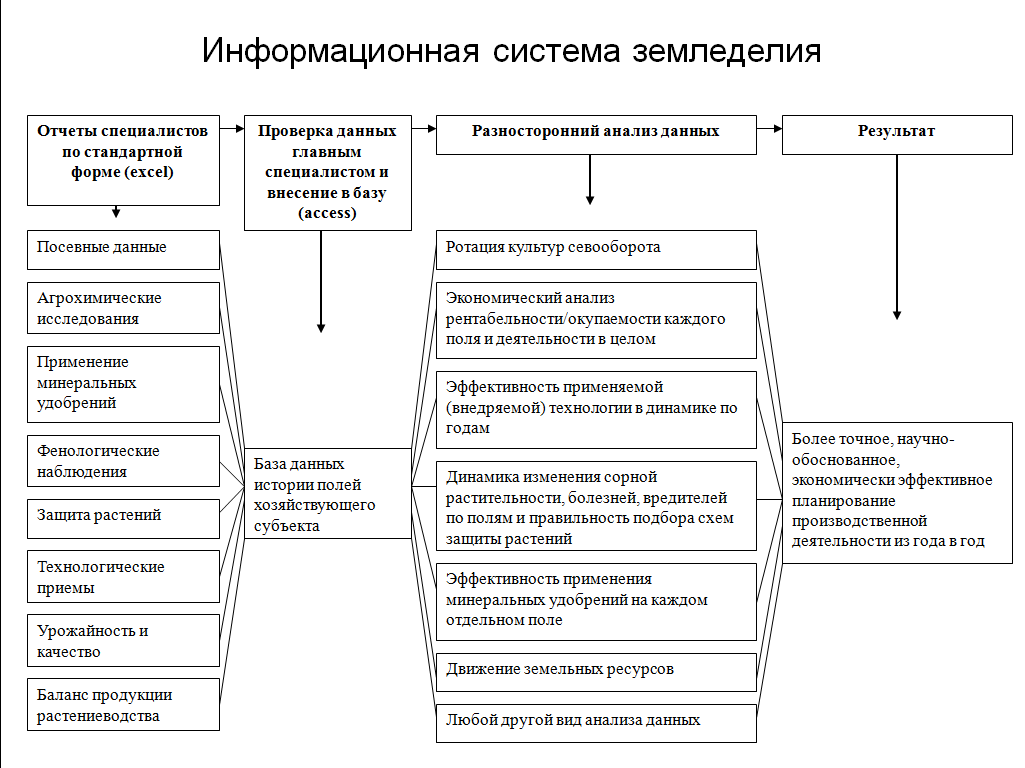 Информационная система земледелия
Отчеты специалистов
по стандартной
форме (excel)
Проверка данных
главным
специалистом и
внесение в базу
(access)
Разносторонний анализ данных
Результат
Посевные данные
Агрохимические
исследования
Применение
минеральных
удобрений
Фенологические
наблюдения
Защита растений
Технологические
приемы
Урожайность и
качество
Баланс продукции
растениеводства
База данных
истории полей
хозяйствующего
субъекта
Ротация культур севооборота
Экономический анализ
рентабельности/окупаемости каждого
поля и деятельности в целом
Эффективность применяемой
(внедряемой) технологии в динамике по
годам
Динамика изменения сорной
растительности, болезней, вредителей
по полям и правильность подбора схем
защиты растений
Эффективность применения
минеральных удобрений на каждом
отдельном поле
Движение земельных ресурсов
Любой другой вид анализа данных
Более точное, научно-
обоснованное,
экономически эффективное
планирование
производственной
деятельности из года в год